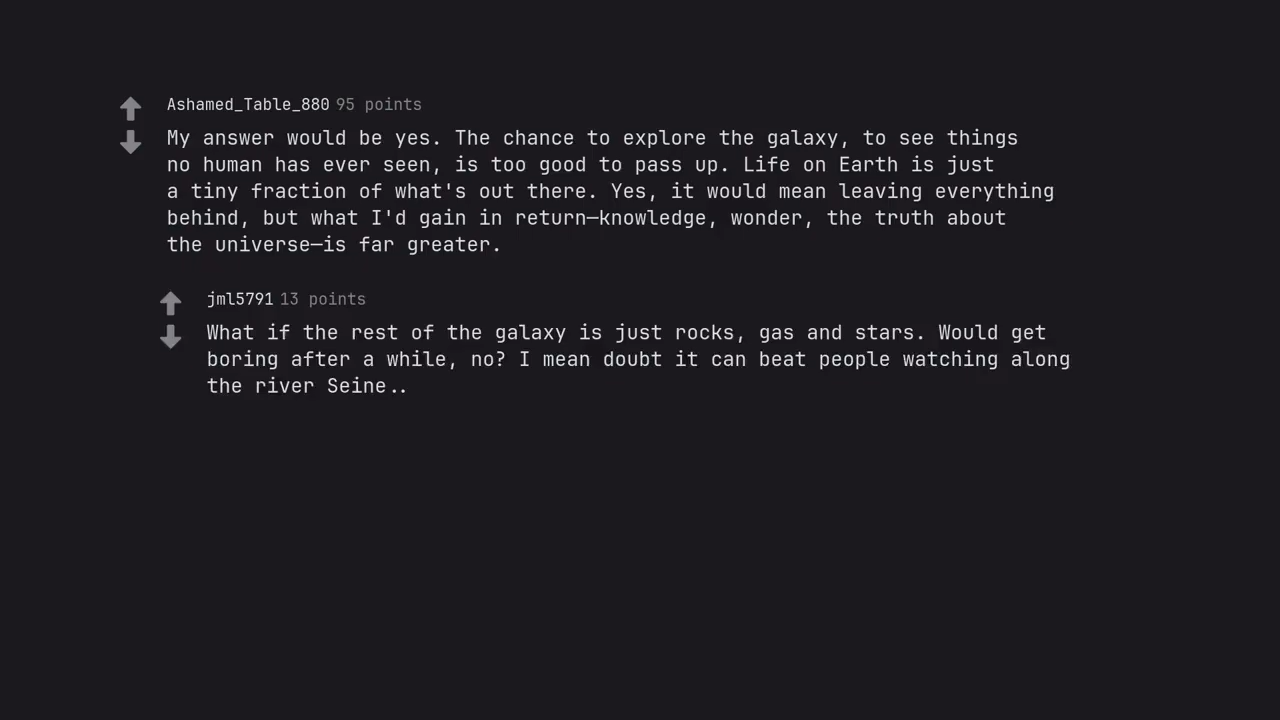 Ashamed_Table_880 95 points
My answer would be yes. The chance to explore the galaxy, to see things
no human has ever seen, is too good to pass up. Life on Earth is just
a tiny fraction of what's out there. Yes, it would mean leaving everything
behind, but what I'd gain in return—knowledge, wonder, the truth about
the universe—is far greater.
jml5791 13 points
What if the rest of the galaxy is just rocks, gas and stars. Would get
boring after a while, no? I mean doubt it can beat people watching along
the river Seine..